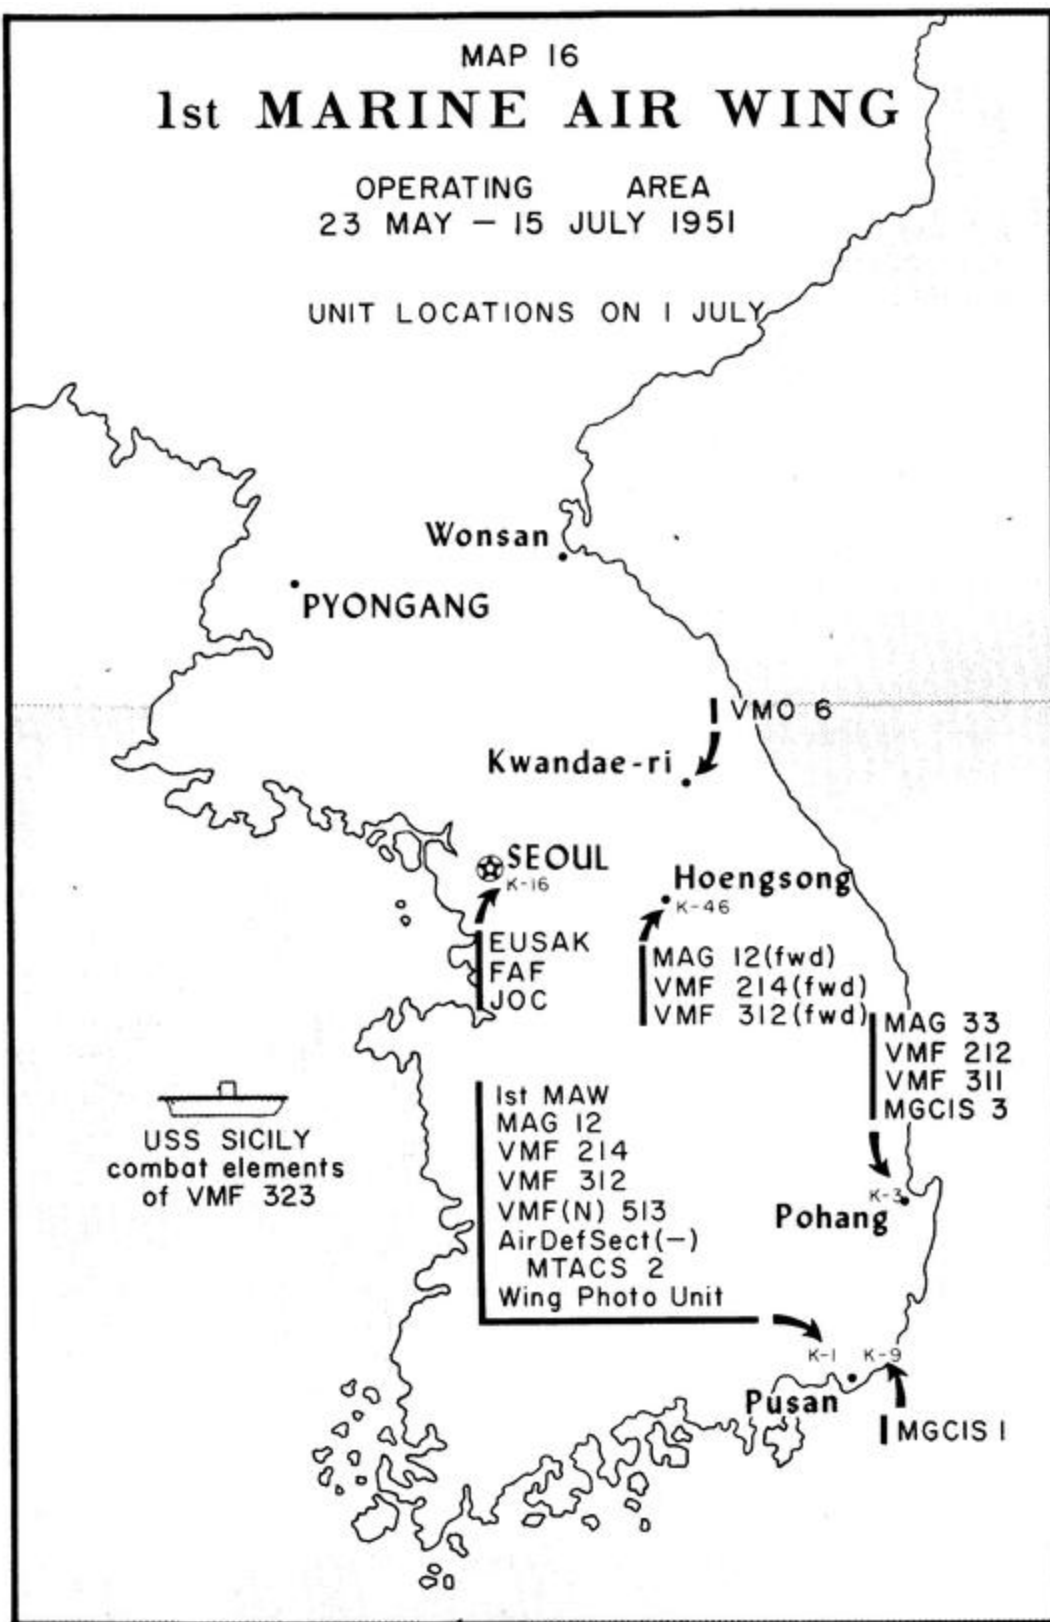 MAP 16
1st MARINE AIR WING
OPERATING AREA
23 MAY — 15 JULY 1951
UNIT LOCATIONS ON 1 JULY
Wonsan
PYONGANG
VMO 6
Kwandae-ri
SEOUL
K-16
Hoengsong
K-46
EUSAK
FAF
JOC
MAG 12(fwd)
VMF 214(fwd)
VMF 312(fwd)
MAG 33
VMF 212
VMF 311
MGCIS 3
USS SICILY
combat elements
of VMF 323
1st MAW
MAG 12
VMF 214
VMF 312
VMF(N) 513
AirDefSect(-)
MTACS 2
Wing Photo Unit
K-3
Pohang
K-1 K-9
Pusan
MGCIS 1